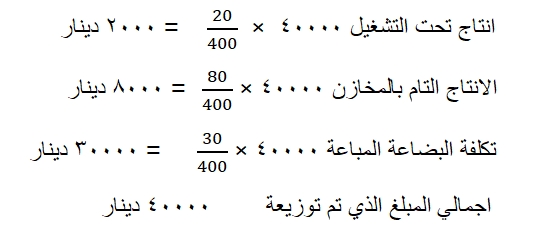 انتاج تحت التشغيل ٤٠٠٠٠ × 20/400 = ٢٠٠٠ دينار
الانتاج التام بالمخازن ٤٠٠٠٠ × 80/400 = ٨٠٠٠ دينار
تكلفة البضاعة المباعة ٤٠٠٠٠ × 30/400 = ٣٠٠٠٠ دينار
اجمالي المبلغ الذي تم توزيعة ٤٠٠٠٠ دينار